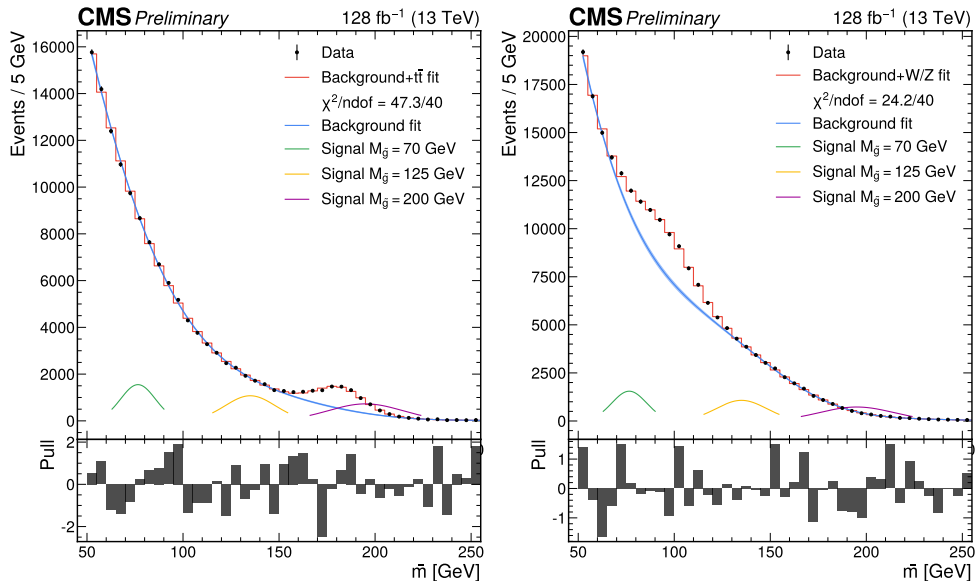 CMS Preliminary 128 fb⁻¹ (13 TeV)
Events / 5 GeV
16000
14000
12000
10000
8000
6000
4000
2000
0
Data
Background+tt̄ fit
χ²/ndof = 47.3/40
Background fit
Signal M_g̃ = 70 GeV
Signal M_g̃ = 125 GeV
Signal M_g̃ = 200 GeV
Pull
2
0
-2
50 100 150 200 250
m̄ [GeV]
CMS Preliminary 128 fb⁻¹ (13 TeV)
Events / 5 GeV
20000
17500
15000
12500
10000
7500
5000
2500
0
Data
Background+W/Z fit
χ²/ndof = 24.2/40
Background fit
Signal M_g̃ = 70 GeV
Signal M_g̃ = 125 GeV
Signal M_g̃ = 200 GeV
Pull
1
0
-1
50 100 150 200 250
m̄ [GeV]